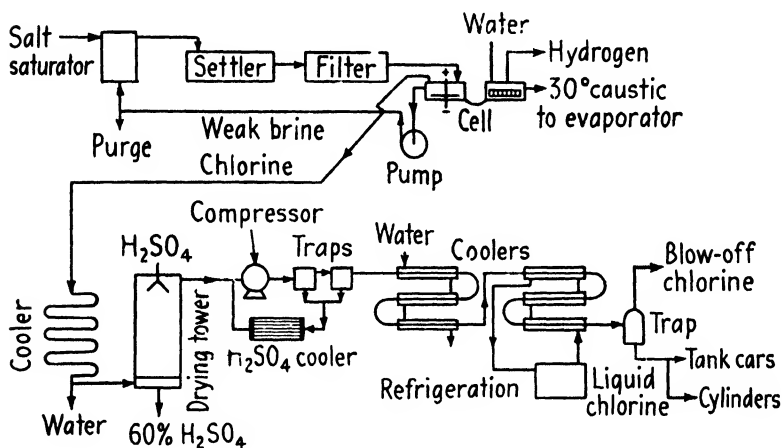 Salt
saturator
Settler
Filter
Water
Hydrogen
30° caustic
to evaporator
Cell
Weak brine
Purge
Chlorine
Pump
Compressor
H₂SO₄
Traps
Water
Coolers
Blow-off
chlorine
Cooler
Drying tower
H₂SO₄ cooler
Trap
Refrigeration
Liquid
chlorine
Tank cars
Cylinders
Water
60% H₂SO₄
+
-